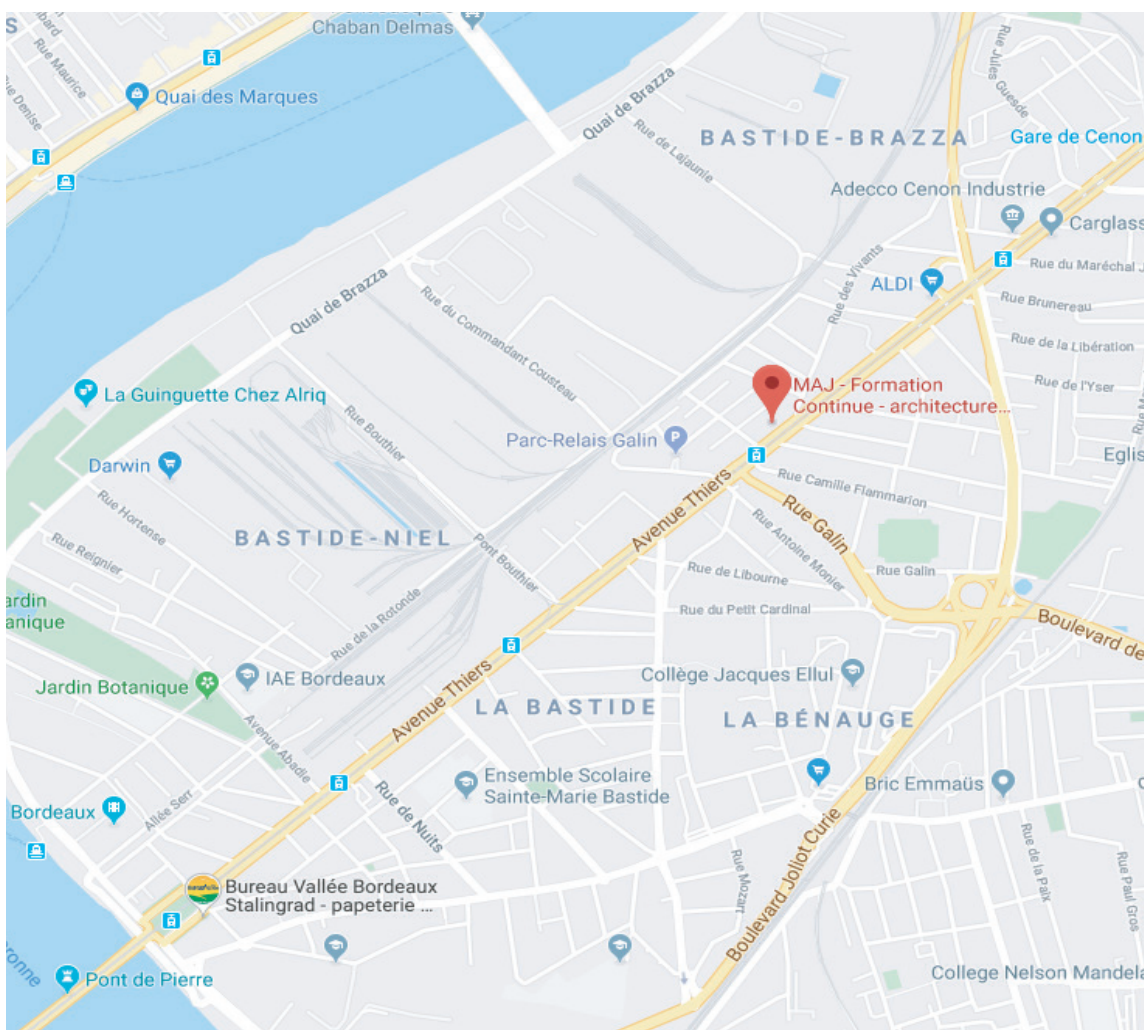 Chaban Delmas
Rue Maurice
Rue Denise
Quai des Marques
Quai de Brazza
Rue de Lajaunie
Rue Jules Guesde
BASTIDE-BRAZZA
Gare de Cenon
Adecco Cenon Industrie
Carglass
Rue des Vivants
Rue du Maréchal J
ALDI
Rue Brunereau
Quai de Brazza
Rue du Commandant Cousteau
Rue de la Libération
La Guinguette Chez Alriq
MAJ - Formation
Continue - architecture...
Rue de l'Yser
Rue Bouthier
Parc-Relais Galin
P
Eglis
Darwin
Rue Camille Flammarion
Rue Hortense
Avenue Thiers
Rue Galin
Rue Antoine Monier
BASTIDE-NIEL
Rue Reignier
Pont Bouthier
Rue de Libourne
Rue Galin
Rue de la Rotonde
Rue du Petit Cardinal
Boulevard de
ardin
anique
IAE Bordeaux
Jardin Botanique
Avenue Thiers
Collège Jacques Ellul
LA BASTIDE
LA BÉNAUGE
Avenue Abadie
Ensemble Scolaire
Sainte-Marie Bastide
Bric Emmaüs
Bordeaux
Allée Sert
Rue de Nuits
Boulevard Joliot Curie
Rue Mozart
Rue de la Paix
Rue Paul Gros
Bureau Vallée Bordeaux
Stalingrad - papeterie ...
Pont de Pierre
aronne
College Nelson Mandela